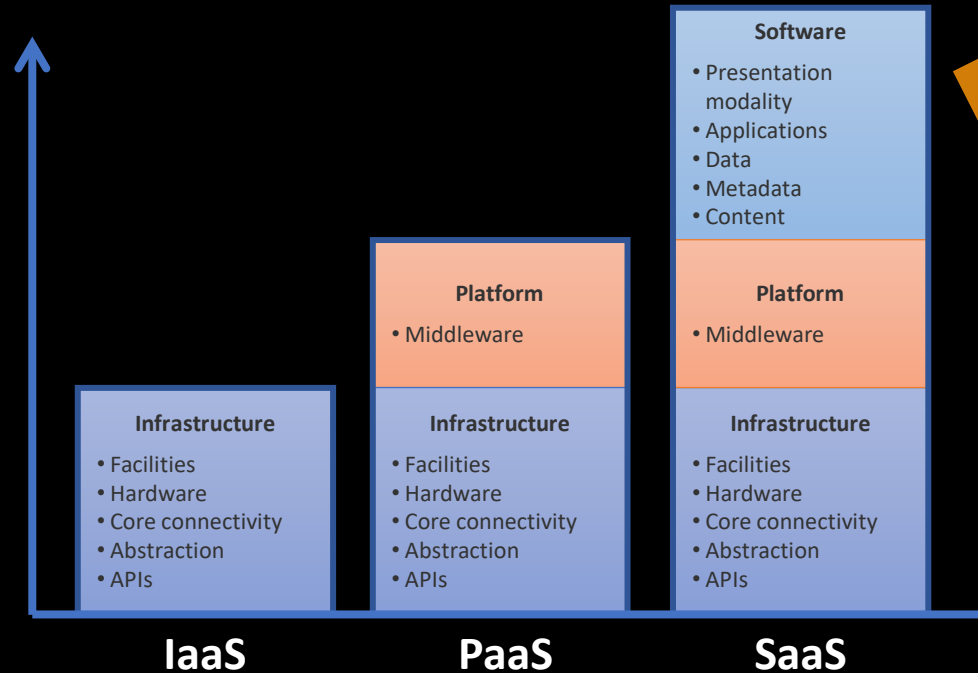 Software
• Presentation
modality
• Applications
• Data
• Metadata
• Content
Platform
• Middleware
Platform
• Middleware
Infrastructure
• Facilities
• Hardware
• Core connectivity
• Abstraction
• APIs
Infrastructure
• Facilities
• Hardware
• Core connectivity
• Abstraction
• APIs
Infrastructure
• Facilities
• Hardware
• Core connectivity
• Abstraction
• APIs
IaaS
PaaS
SaaS